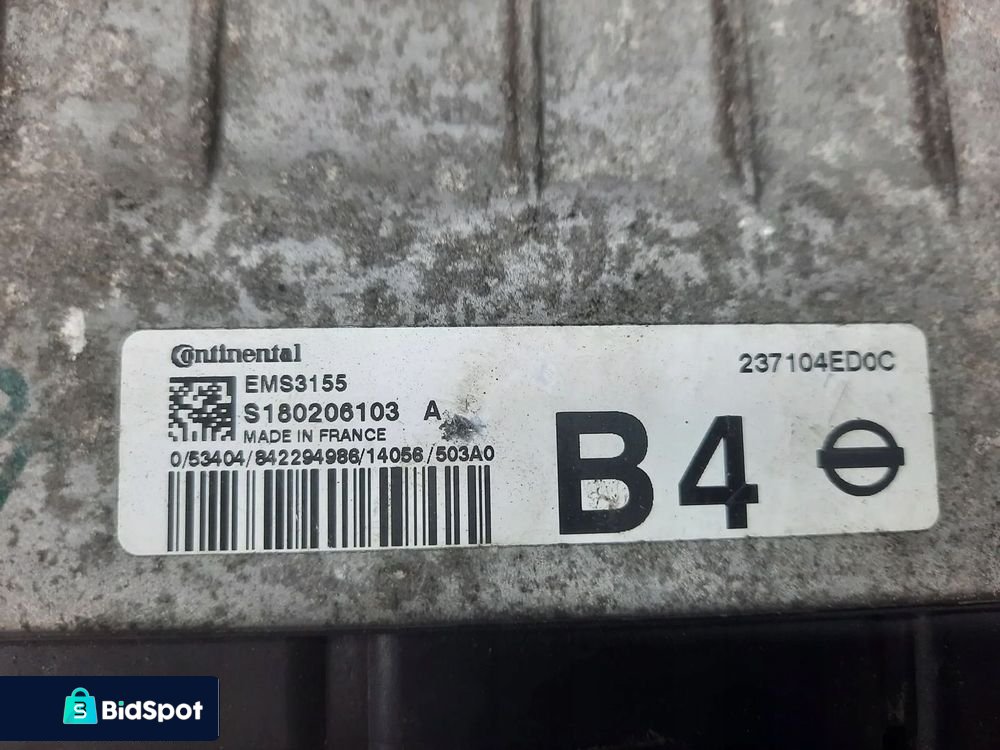 Continental
237104ED0C
EMS3155
S180206103 A
MADE IN FRANCE
0/53404/842294986/14056/503A0
B4
BidSpot